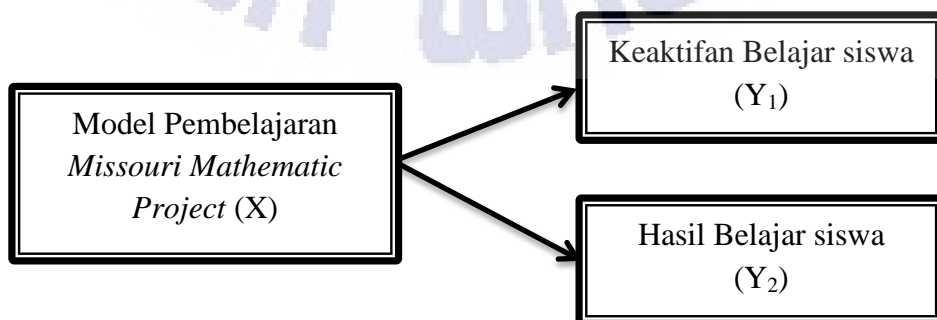 Keaktifan Belajar siswa
(Y₁)
Model Pembelajaran
Missouri Mathematic
Project (X)
Hasil Belajar siswa
(Y₂)